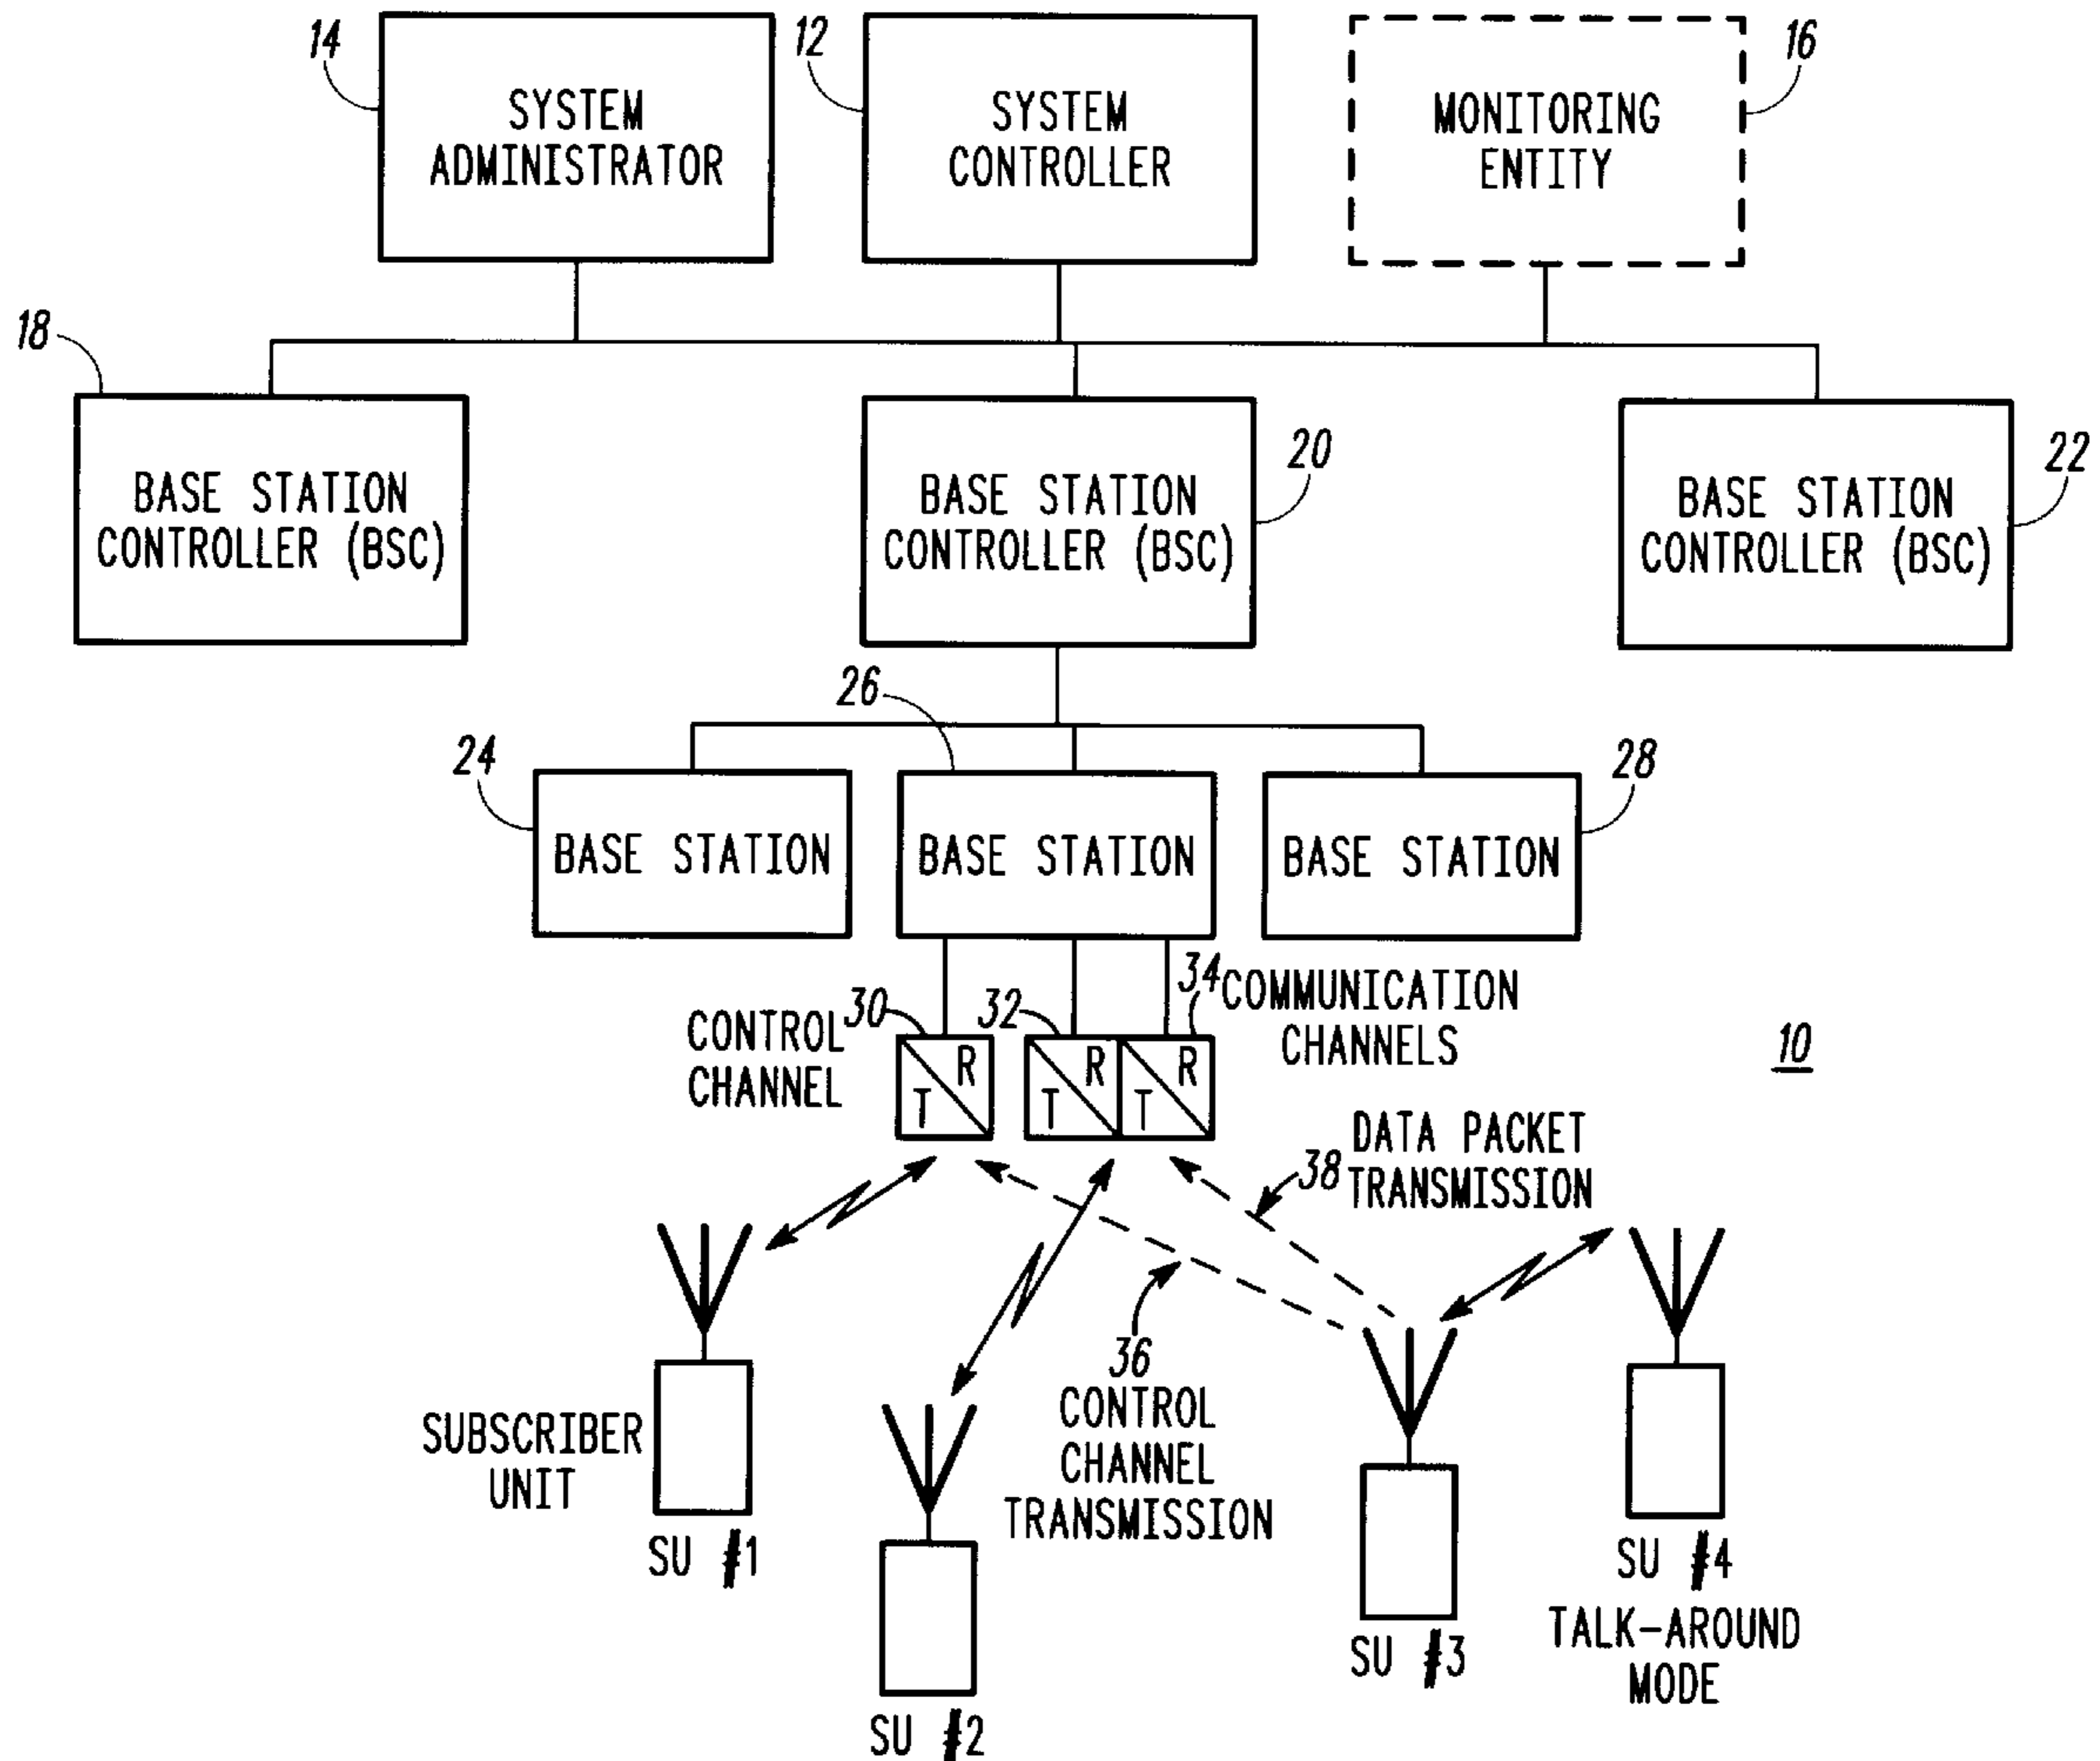 14
SYSTEM
ADMINISTRATOR
12
SYSTEM
CONTROLLER
MONITORING
ENTITY
16
18
BASE STATION
CONTROLLER (BSC)
BASE STATION
CONTROLLER (BSC)
20
BASE STATION
CONTROLLER (BSC)
22
24
BASE STATION
26
BASE STATION
BASE STATION
28
CONTROL
CHANNEL
30
R
T
32
R
T
34
R
T
COMMUNICATION
CHANNELS
10
38
DATA PACKET
TRANSMISSION
36
CONTROL
CHANNEL
TRANSMISSION
SUBSCRIBER
UNIT
SU #1
SU #2
SU #3
SU #4
TALK-AROUND
MODE